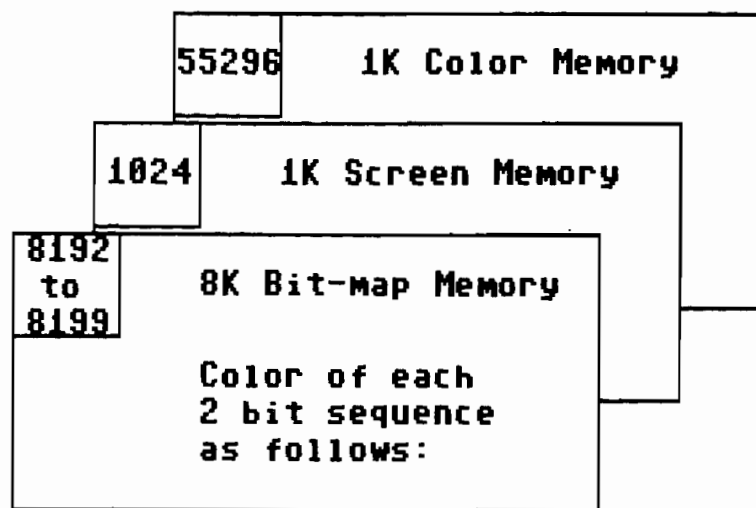 55296 1K Color Memory
1024 1K Screen Memory
8192
to
8199
8K Bit-map Memory
Color of each
2 bit sequence
as follows: